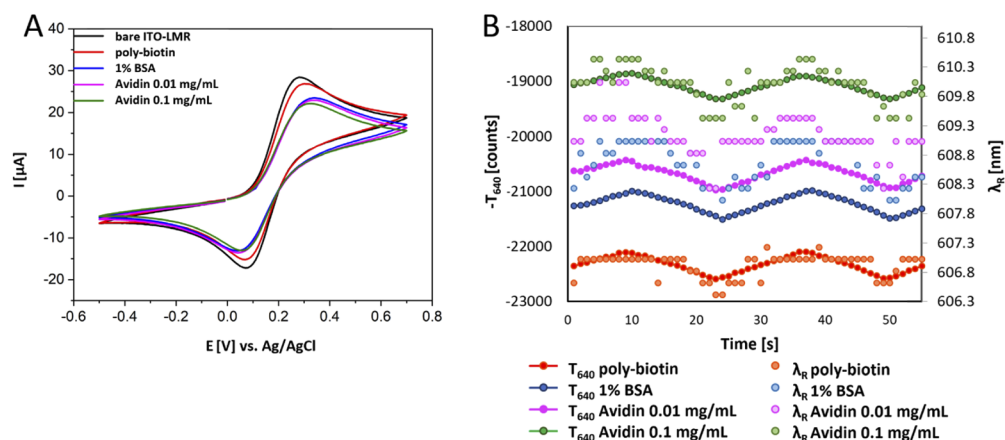 A
bare ITO-LMR
poly-biotin
1% BSA
Avidin 0.01 mg/mL
Avidin 0.1 mg/mL
I [µA]
40
30
20
10
0
-10
-20
-0.6 -0.4 -0.2 0.0 0.2 0.4 0.6 0.8
E [V] vs. Ag/AgCl
B
-T640 [counts]
-18000
-19000
-20000
-21000
-22000
-23000
610.8
610.3
609.8
609.3
608.8
608.3
607.8
607.3
606.8
606.3
λR [nm]
0 10 20 30 40 50
Time [s]
T640 poly-biotin λR poly-biotin
T640 1% BSA λR 1% BSA
T640 Avidin 0.01 mg/mL λR Avidin 0.01 mg/mL
T640 Avidin 0.1 mg/mL λR Avidin 0.1 mg/mL